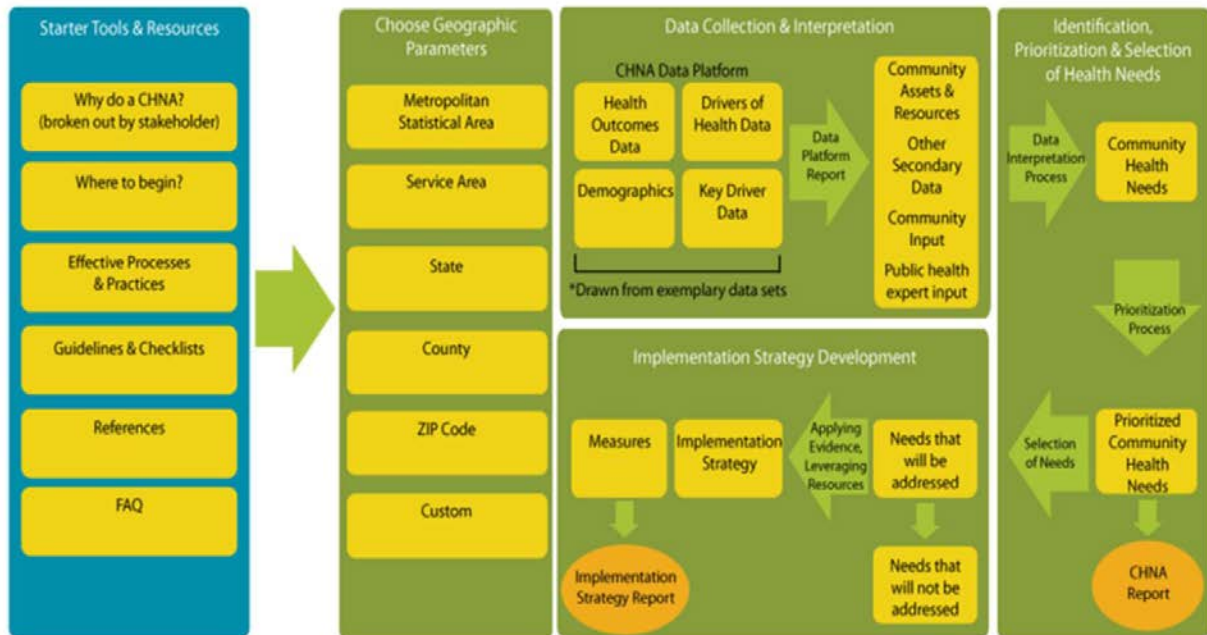 Starter Tools & Resources
Why do a CHNA?
(broken out by stakeholder)
Where to begin?
Effective Processes
& Practices
Guidelines & Checklists
References
FAQ
Choose Geographic
Parameters
Metropolitan
Statistical Area
Service Area
State
County
ZIP Code
Custom
Data Collection & Interpretation
CHNA Data Platform
Health
Outcomes
Data
Drivers of
Health Data
Demographics
Key Driver
Data
*Drawn from exemplary data sets
Data
Platform
Report
Community
Assets &
Resources
Other
Secondary
Data
Community
Input
Public health
expert input
Identification,
Prioritization & Selection
of Health Needs
Data
Interpretation
Process
Community
Health
Needs
Prioritization
Process
Prioritized
Community
Health
Needs
CHNA
Report
Selection
of Needs
Implementation Strategy Development
Needs that
will be
addressed
Needs that
will not be
addressed
Applying
Evidence,
Leveraging
Resources
Implementation
Strategy
Measures
Implementation
Strategy Report